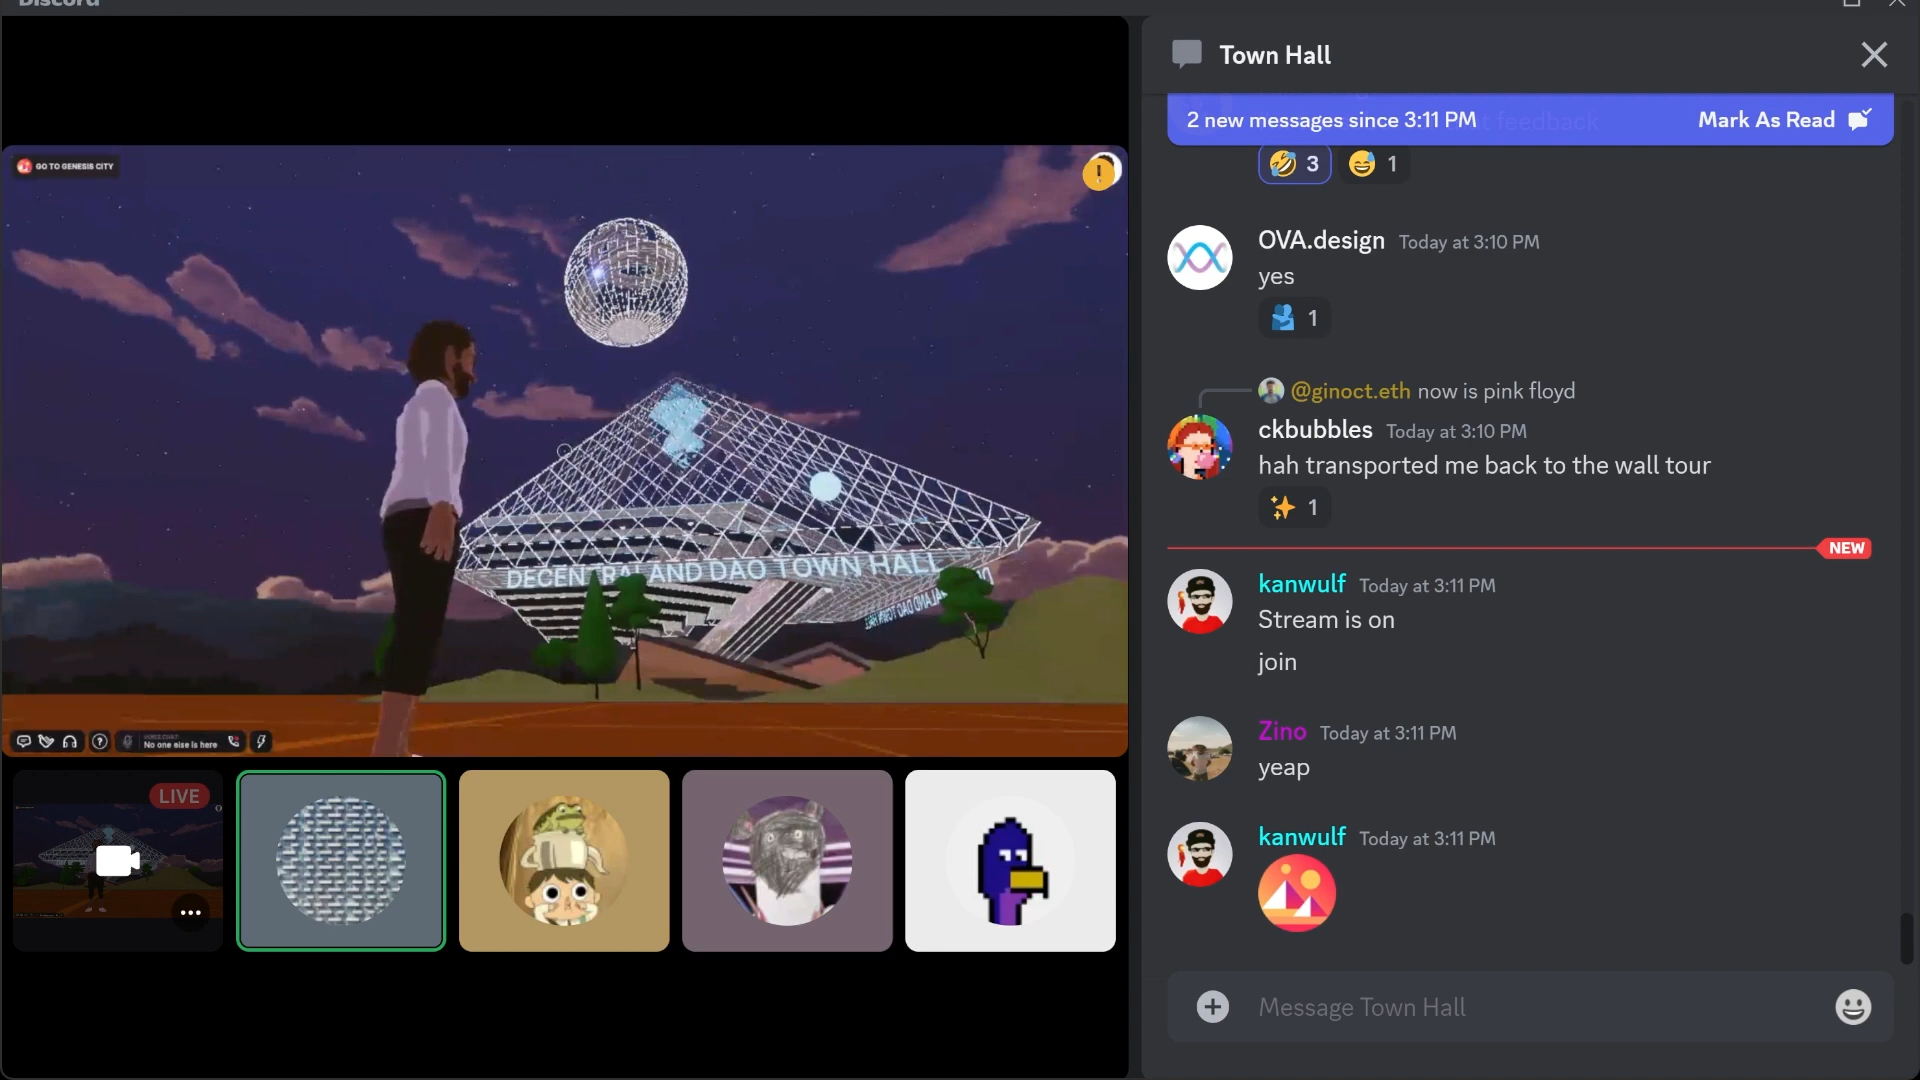 Discord
GO TO GENESIS CITY
DECENTRALAND DAO TOWN HALL
No one else is here
LIVE
Town Hall
2 new messages since 3:11 PM
Mark As Read
feedback
3
1
OVA.design Today at 3:10 PM
yes
1
@ginoct.eth now is pink floyd
ckbubbles Today at 3:10 PM
hah transported me back to the wall tour
1
NEW
kanwulf Today at 3:11 PM
Stream is on
join
Zino Today at 3:11 PM
yeap
kanwulf Today at 3:11 PM
Message Town Hall